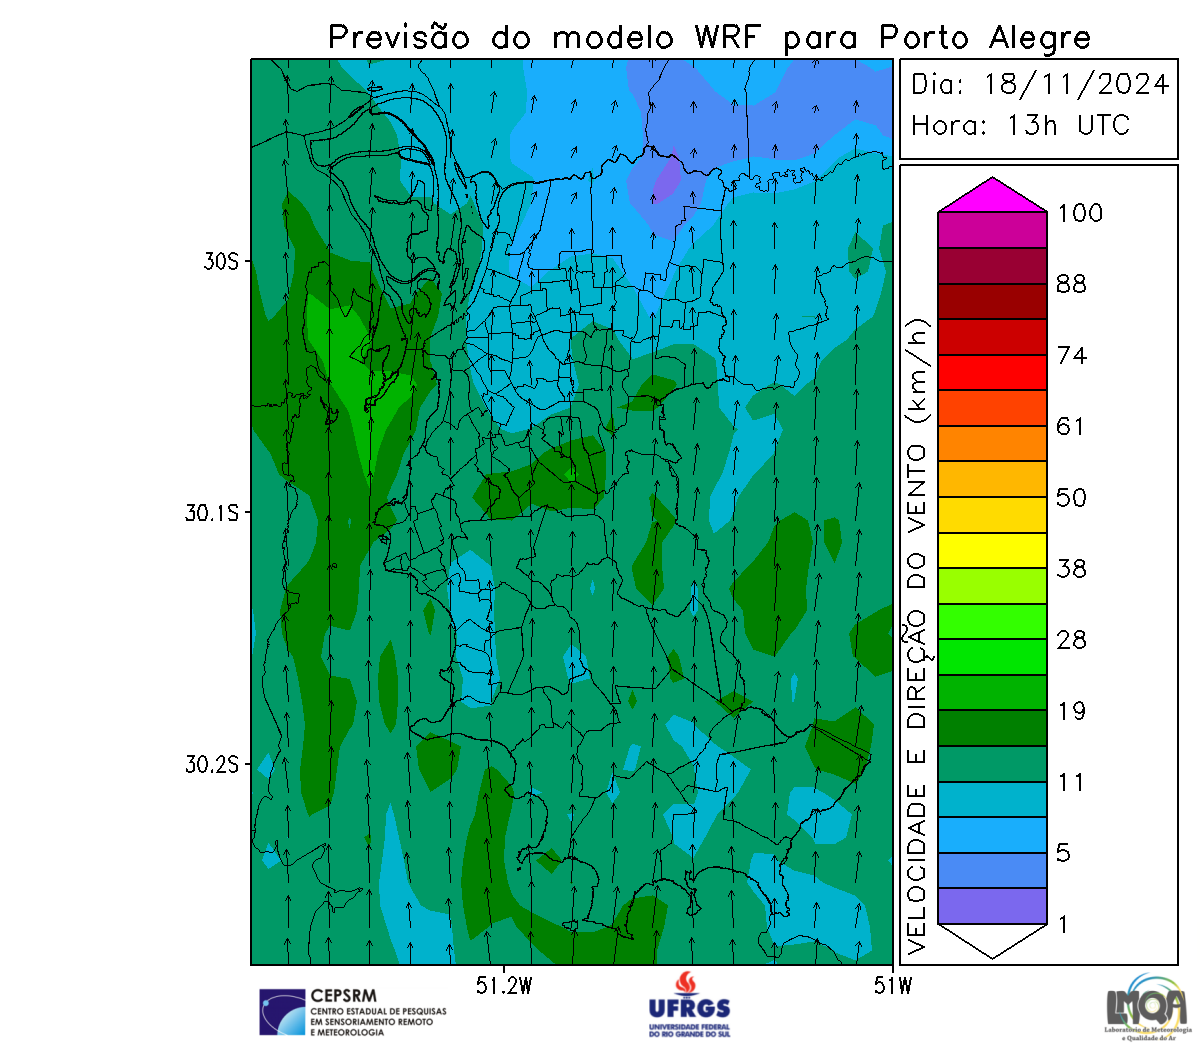 Previsão do modelo WRF para Porto Alegre
Dia: 18/11/2024
Hora: 13h UTC
30S
30.1S
30.2S
51.2W
51W
VELOCIDADE E DIREÇÃO DO VENTO (km/h)
100
88
74
61
50
38
28
19
11
5
1
CEPSRM
CENTRO ESTADUAL DE PESQUISAS
EM SENSORIAMENTO REMOTO
E METEOROLOGIA
UFRGS
UNIVERSIDADE FEDERAL
DO RIO GRANDE DO SUL
LMQA
Laboratório de Meteorologia
e Qualidade do Ar